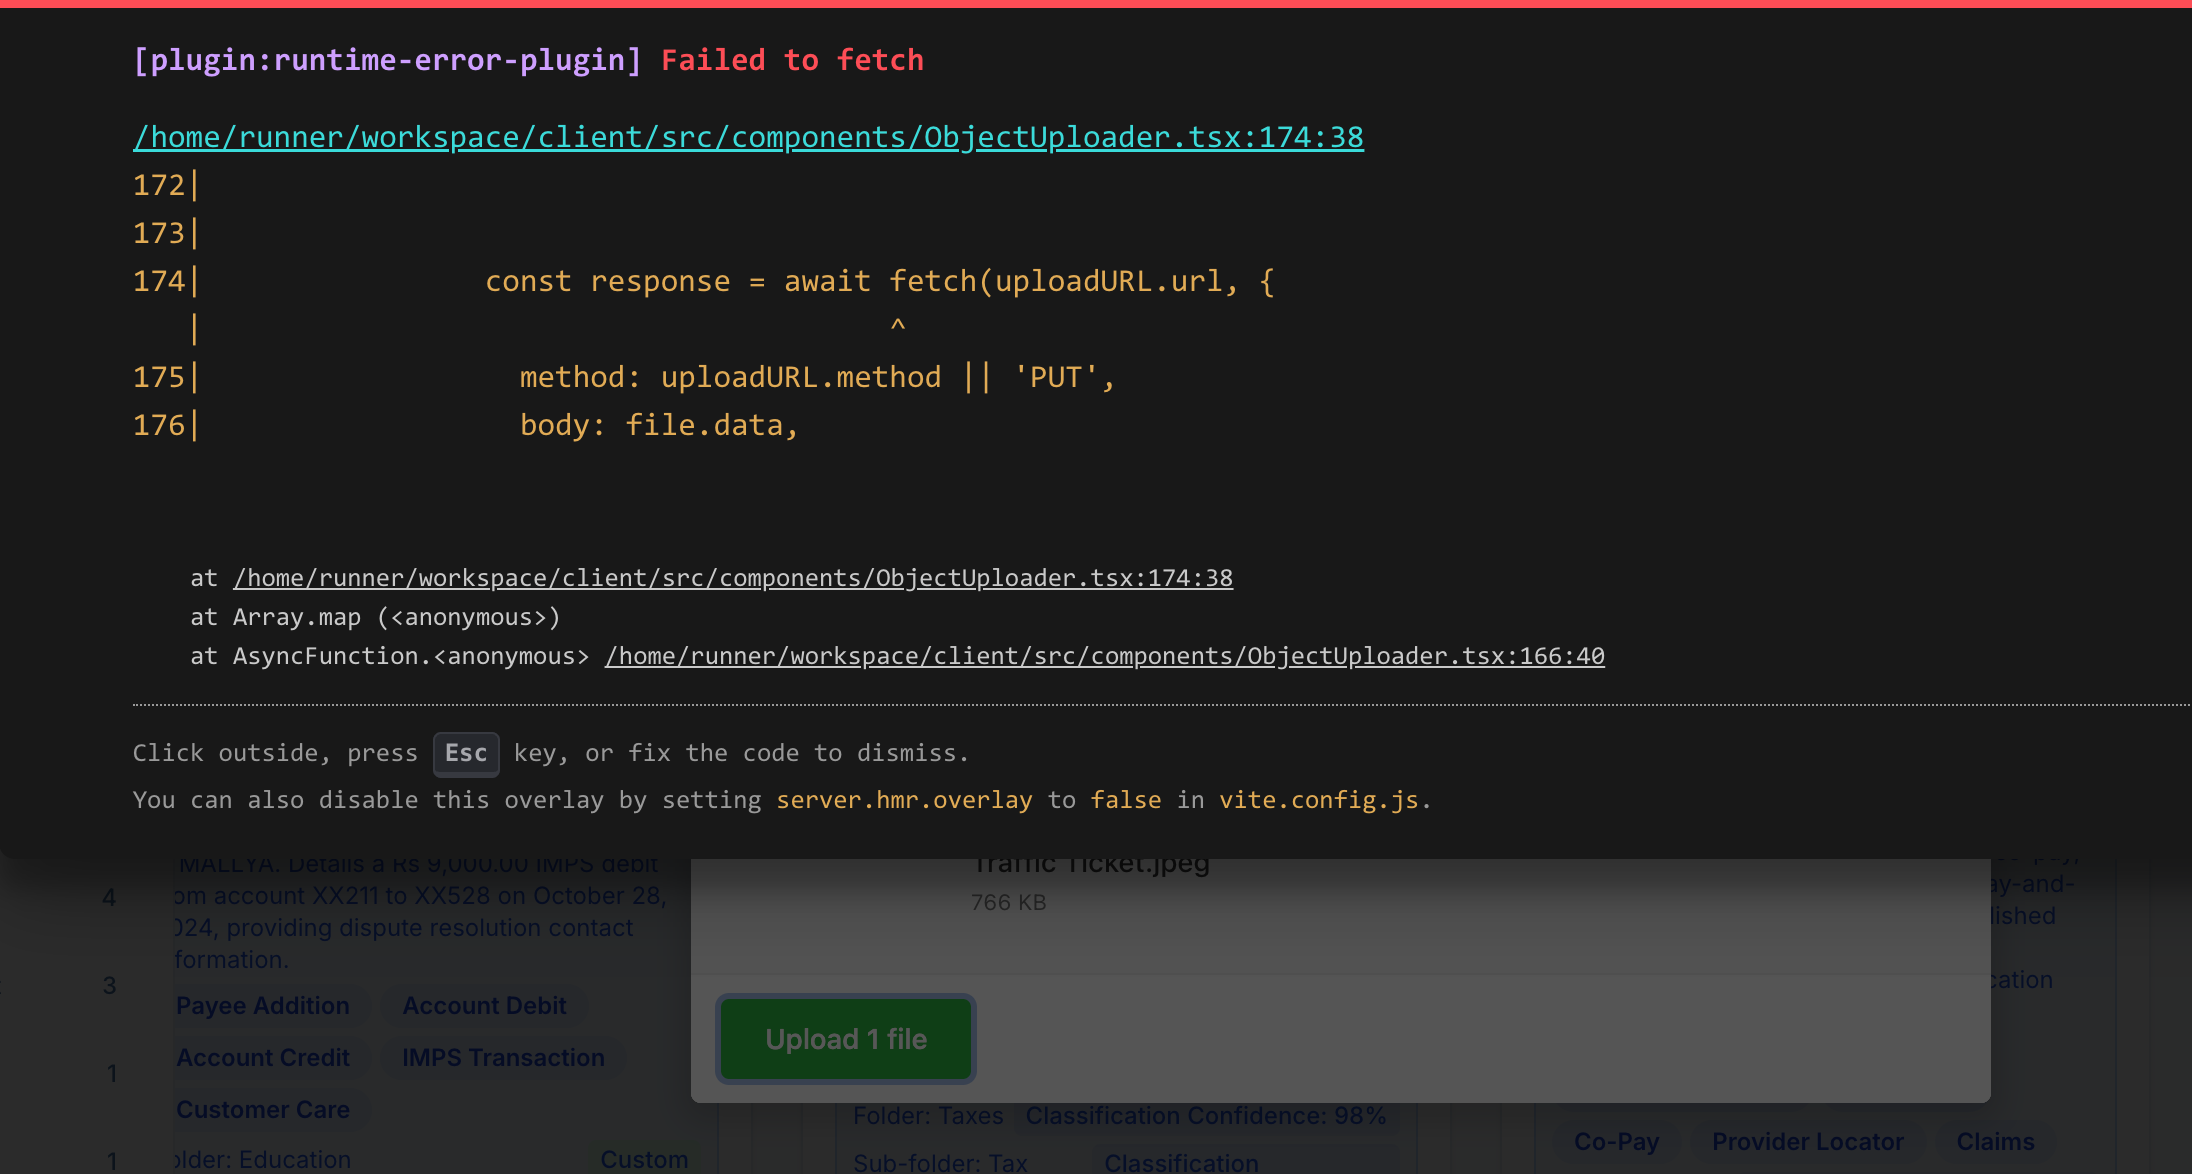 [plugin:runtime-error-plugin] Failed to fetch
/home/runner/workspace/client/src/components/ObjectUploader.tsx:174:38
172|
173|
174|                const response = await fetch(uploadURL.url, {
   |                                       ^
175|                  method: uploadURL.method || 'PUT',
176|                  body: file.data,
at /home/runner/workspace/client/src/components/ObjectUploader.tsx:174:38
at Array.map (<anonymous>)
at AsyncFunction.<anonymous> /home/runner/workspace/client/src/components/ObjectUploader.tsx:166:40
Click outside, press Esc key, or fix the code to dismiss.
You can also disable this overlay by setting server.hmr.overlay to false in vite.config.js.
MALLYA. Details a Rs 9,000.00 IMPS debit
om account XX211 to XX528 on October 28,
024, providing dispute resolution contact
formation.
4
3
1
1
Payee Addition Account Debit
Account Credit IMPS Transaction
Customer Care
older: Education Custom
Traffic Ticket.jpeg
766 KB
Upload 1 file
Folder: Taxes Classification Confidence: 98%
Sub-folder: Tax Classification
ay-and-
lished
cation
Co-Pay Provider Locator Claims